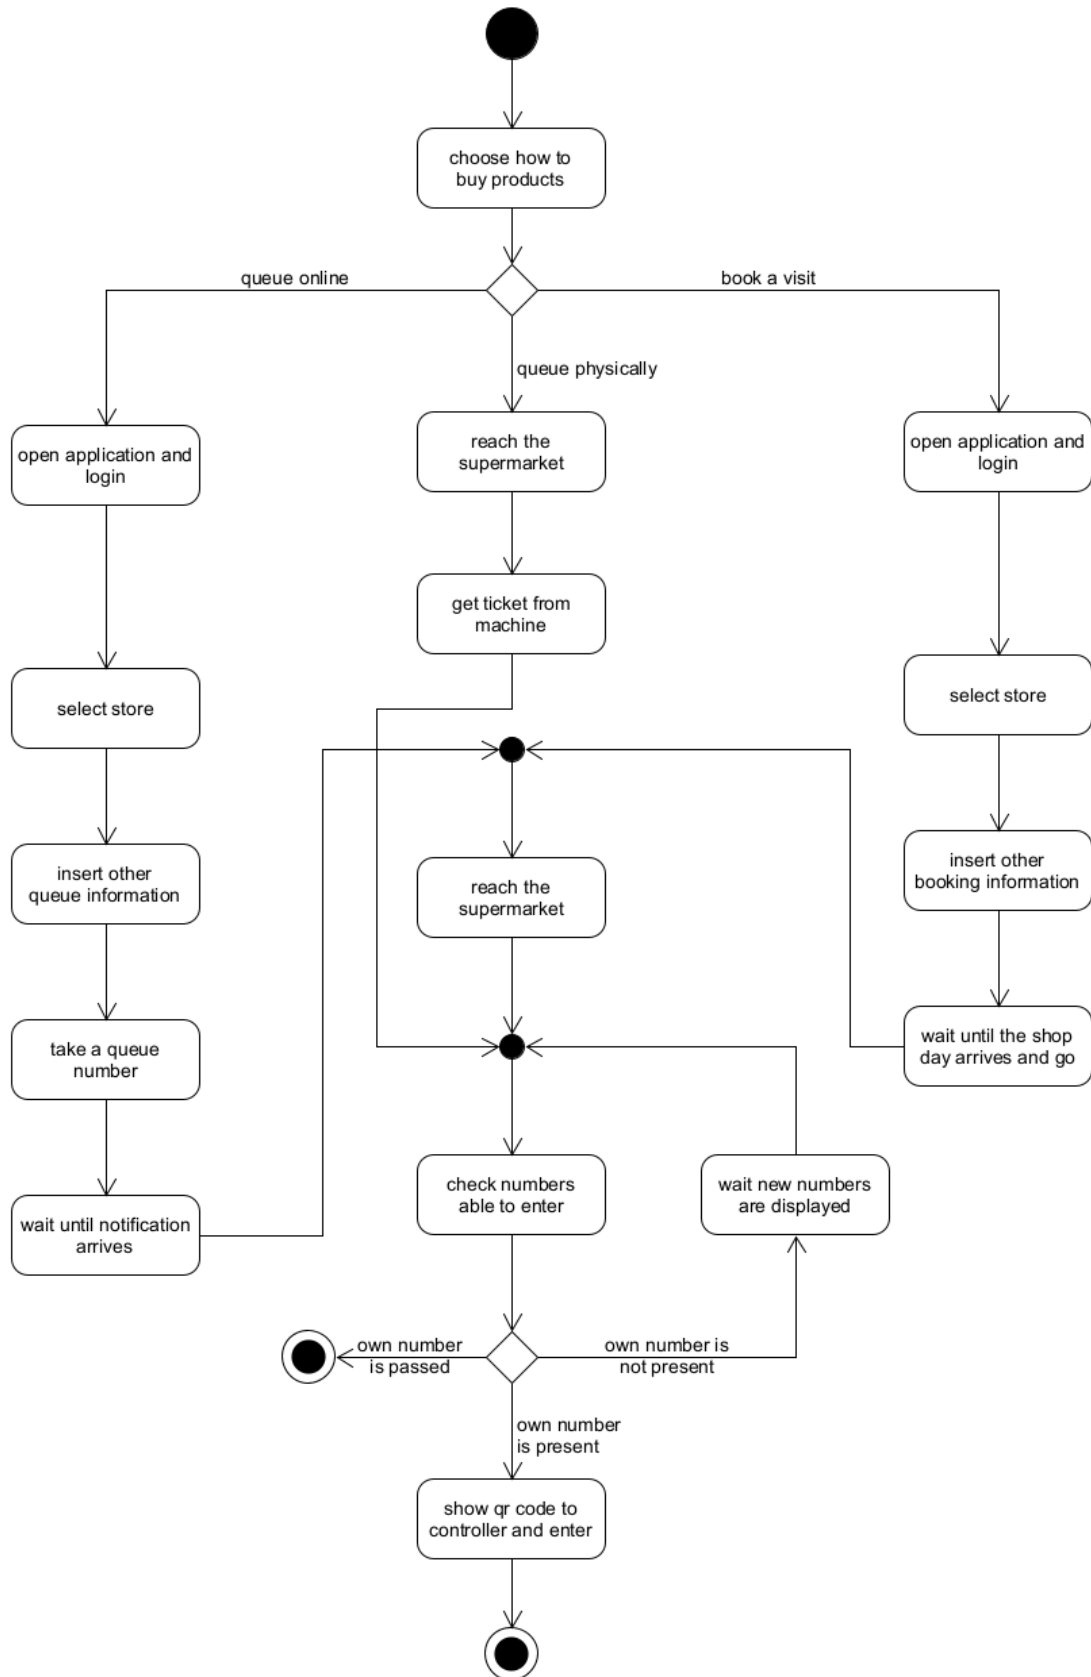 choose how to
buy products
queue online
book a visit
queue physically
open application and
login
reach the
supermarket
open application and
login
get ticket from
machine
select store
select store
insert other
queue information
reach the
supermarket
insert other
booking information
take a queue
number
wait until the shop
day arrives and go
wait until notification
arrives
check numbers
able to enter
wait new numbers
are displayed
own number
is passed
own number is
not present
own number
is present
show qr code to
controller and enter